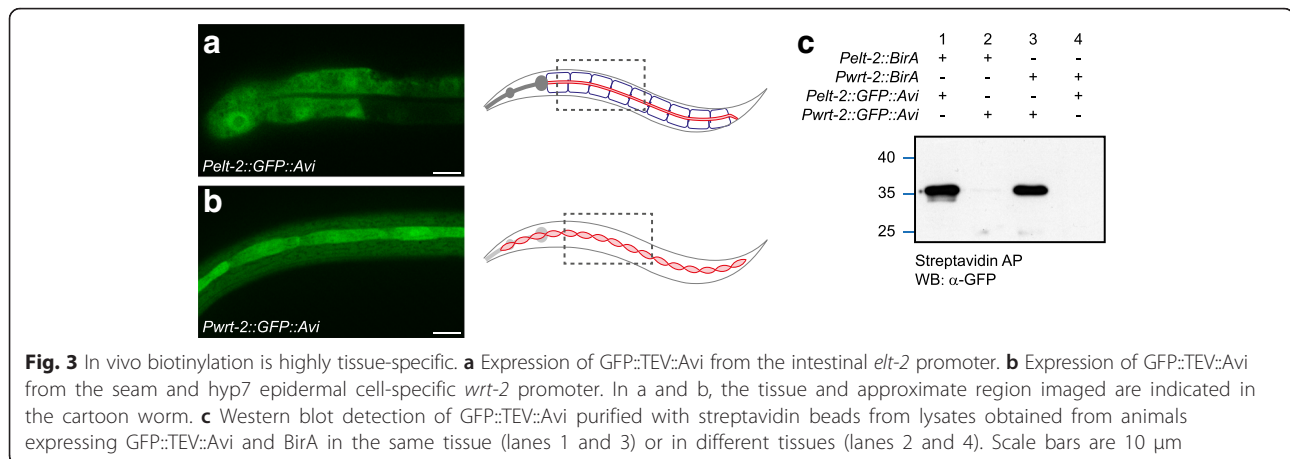 a
Pelt-2::GFP::Avi
b
Pwrt-2::GFP::Avi
c
1 2 3 4
Pelt-2::BirA + + - -
Pwrt-2::BirA - - + +
Pelt-2::GFP::Avi + - - +
Pwrt-2::GFP::Avi - + + -
40
35
25
Streptavidin AP
WB: α-GFP
Fig. 3 In vivo biotinylation is highly tissue-specific. a Expression of GFP::TEV::Avi from the intestinal elt-2 promoter. b Expression of GFP::TEV::Avi
from the seam and hyp7 epidermal cell-specific wrt-2 promoter. In a and b, the tissue and approximate region imaged are indicated in
the cartoon worm. c Western blot detection of GFP::TEV::Avi purified with streptavidin beads from lysates obtained from animals
expressing GFP::TEV::Avi and BirA in the same tissue (lanes 1 and 3) or in different tissues (lanes 2 and 4). Scale bars are 10 μm